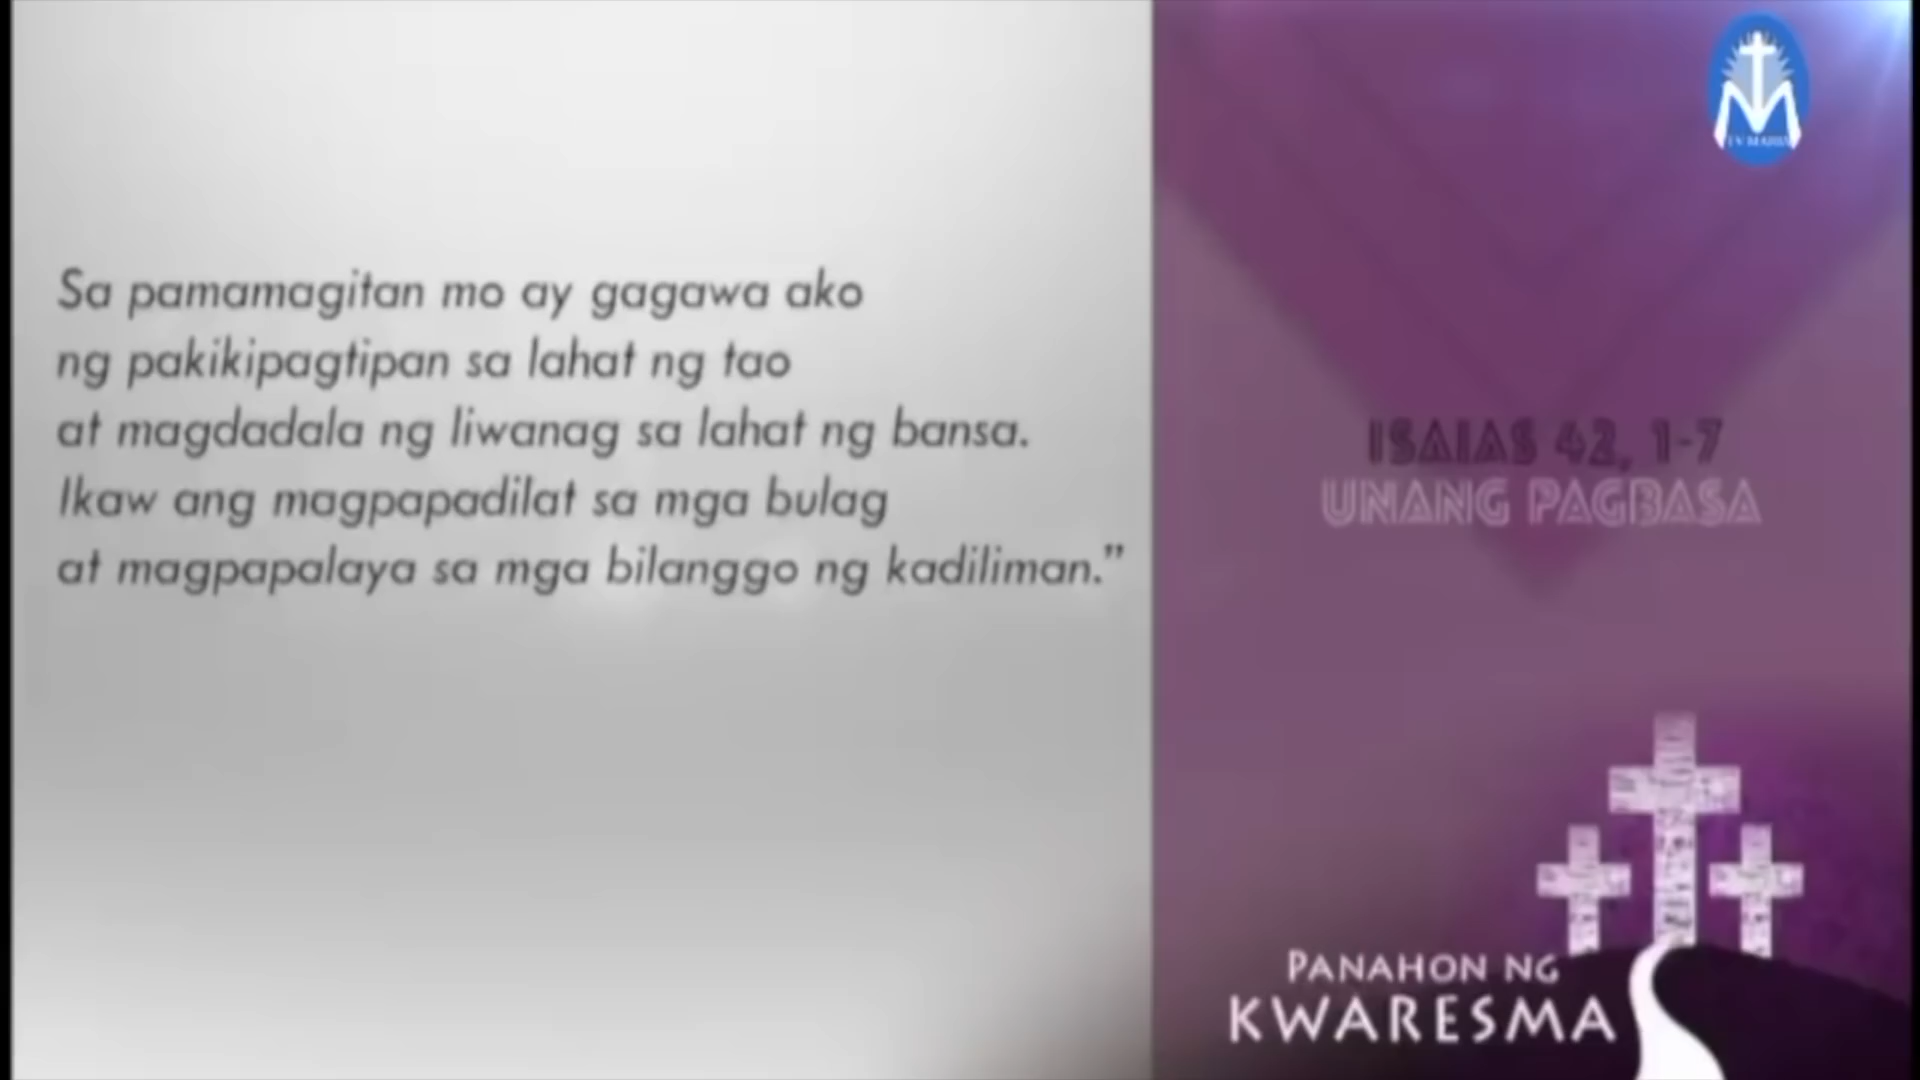 Sa pamamagitan mo ay gagawa ako
ng pakikipagtipan sa lahat ng tao
at magdadala ng liwanag sa lahat ng bansa.
Ikaw ang magpapadilat sa mga bulag
at magpapalaya sa mga bilanggo ng kadiliman.”
TV MARIA
ISAIAS 42, 1-7
UNANG PAGBASA
PANAHON NG
KWARESMA